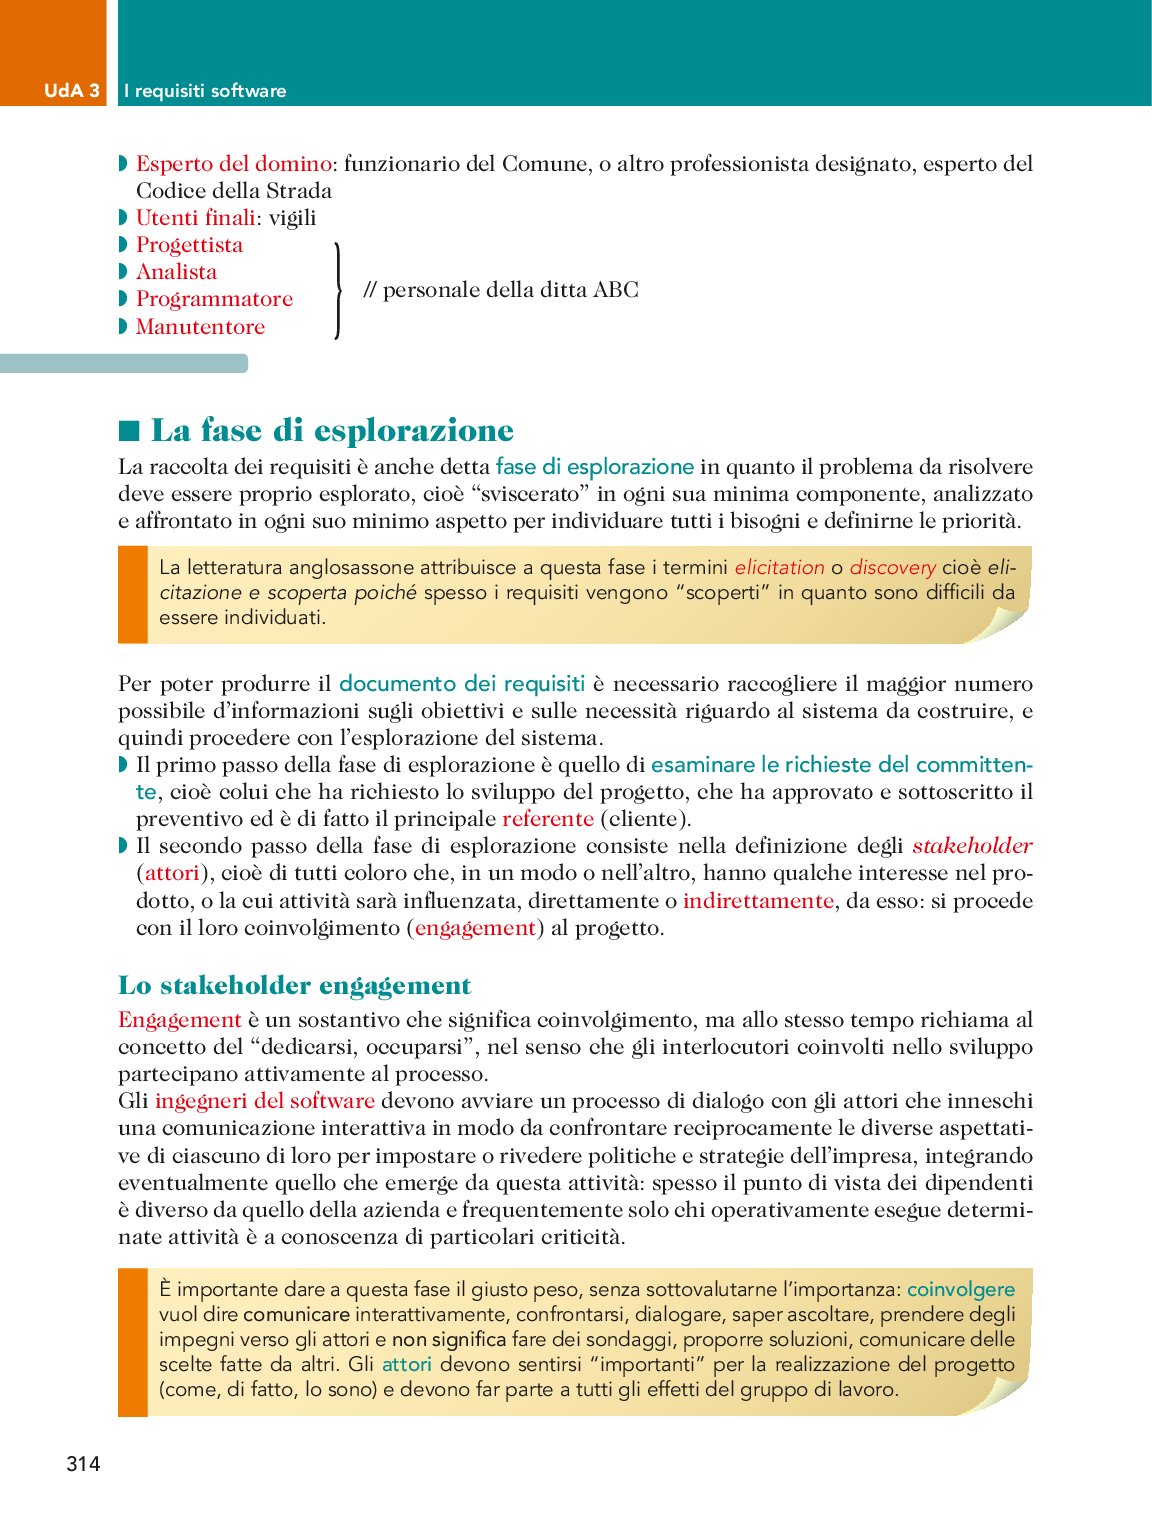 UdA 3 I requisiti software
◗ Esperto del domino: funzionario del Comune, o altro professionista designato, esperto del
Codice della Strada
◗ Utenti finali: vigili
◗ Progettista
◗ Analista
// personale della ditta ABC
◗ Programmatore
◗ Manutentore
■ La fase di esplorazione
La raccolta dei requisiti è anche detta fase di esplorazione in quanto il problema da risolvere
deve essere proprio esplorato, cioè “sviscerato” in ogni sua minima componente, analizzato
e affrontato in ogni suo minimo aspetto per individuare tutti i bisogni e definirne le priorità.
La letteratura anglosassone attribuisce a questa fase i termini elicitation o discovery cioè eli-
citazione e scoperta poiché spesso i requisiti vengono “scoperti” in quanto sono difficili da
essere individuati.
Per poter produrre il documento dei requisiti è necessario raccogliere il maggior numero
possibile d’informazioni sugli obiettivi e sulle necessità riguardo al sistema da costruire, e
quindi procedere con l’esplorazione del sistema.
◗ Il primo passo della fase di esplorazione è quello di esaminare le richieste del committen-
te, cioè colui che ha richiesto lo sviluppo del progetto, che ha approvato e sottoscritto il
preventivo ed è di fatto il principale referente (cliente).
◗ Il secondo passo della fase di esplorazione consiste nella definizione degli stakeholder
(attori), cioè di tutti coloro che, in un modo o nell’altro, hanno qualche interesse nel pro-
dotto, o la cui attività sarà influenzata, direttamente o indirettamente, da esso: si procede
con il loro coinvolgimento (engagement) al progetto.
Lo stakeholder engagement
Engagement è un sostantivo che significa coinvolgimento, ma allo stesso tempo richiama al
concetto del “dedicarsi, occuparsi”, nel senso che gli interlocutori coinvolti nello sviluppo
partecipano attivamente al processo.
Gli ingegneri del software devono avviare un processo di dialogo con gli attori che inneschi
una comunicazione interattiva in modo da confrontare reciprocamente le diverse aspettati-
ve di ciascuno di loro per impostare o rivedere politiche e strategie dell’impresa, integrando
eventualmente quello che emerge da questa attività: spesso il punto di vista dei dipendenti
è diverso da quello della azienda e frequentemente solo chi operativamente esegue determi-
nate attività è a conoscenza di particolari criticità.
È importante dare a questa fase il giusto peso, senza sottovalutarne l’importanza: coinvolgere
vuol dire comunicare interattivamente, confrontarsi, dialogare, saper ascoltare, prendere degli
impegni verso gli attori e non significa fare dei sondaggi, proporre soluzioni, comunicare delle
scelte fatte da altri. Gli attori devono sentirsi “importanti” per la realizzazione del progetto
(come, di fatto, lo sono) e devono far parte a tutti gli effetti del gruppo di lavoro.
314